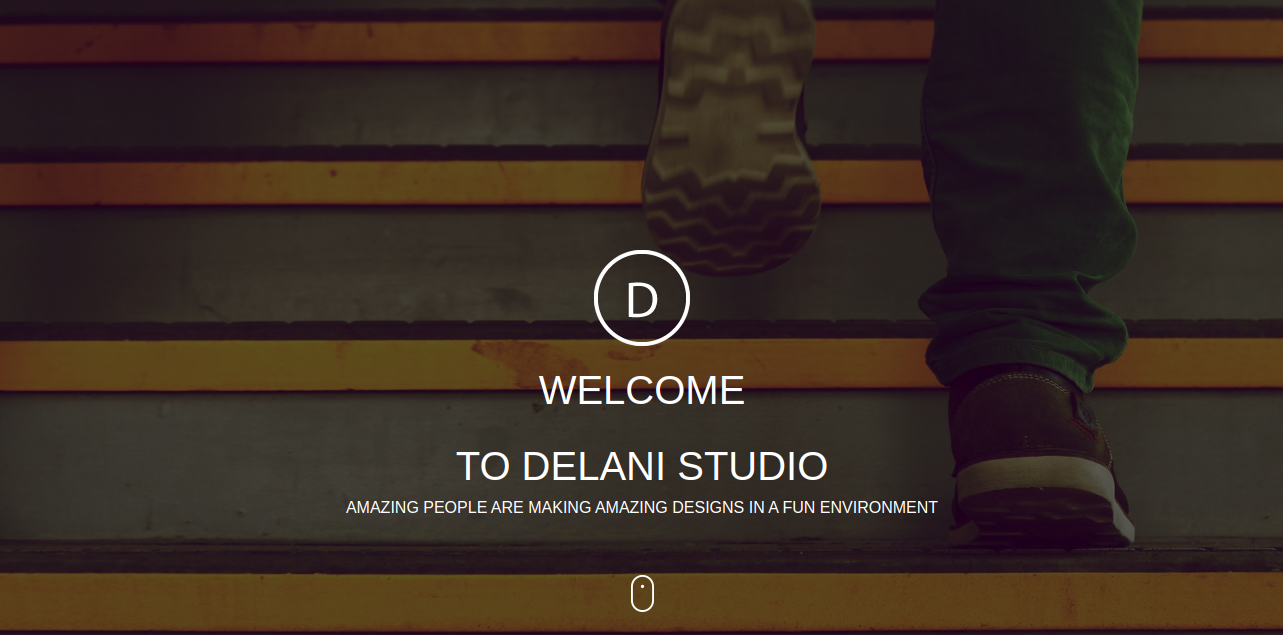 D
WELCOME
TO DELANI STUDIO
AMAZING PEOPLE ARE MAKING AMAZING DESIGNS IN A FUN ENVIRONMENT